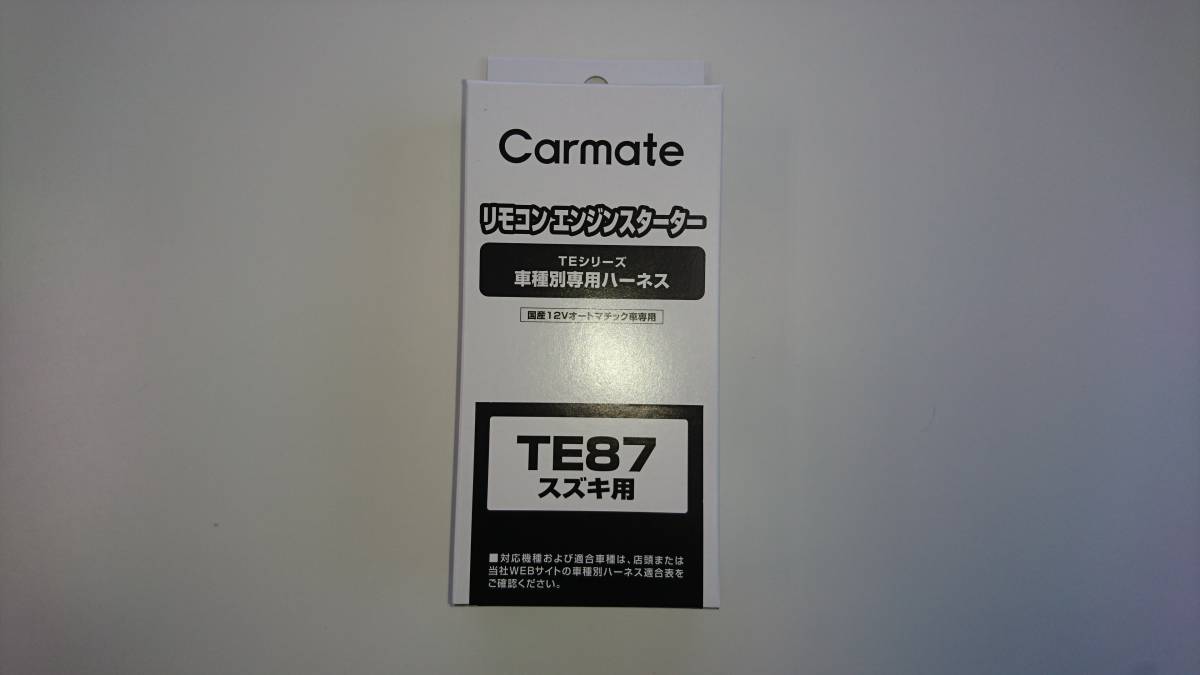 Carmate
リモコンエンジンスターター
TEシリーズ
車種別専用ハーネス
国産12Vオートマチック車専用
TE87
スズキ用
■対応機種および適合車種は、店頭または
当社WEBサイトの車種別ハーネス適合表を
ご確認ください。